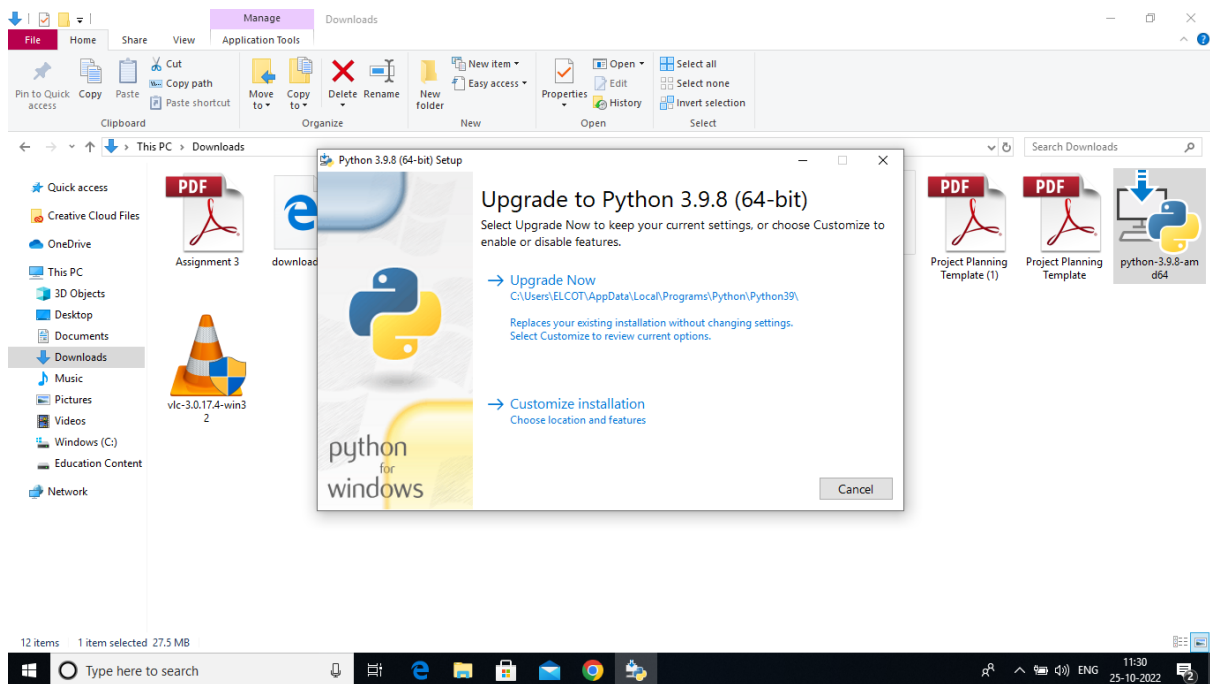 Manage
Downloads
File
Home
Share
View
Application Tools
Pin to Quick
access
Copy
Paste
Cut
Copy path
Paste shortcut
Clipboard
Move
to
Copy
to
Delete
Rename
Organize
New
folder
New item
Easy access
New
Properties
Open
Edit
History
Open
Select all
Select none
Invert selection
Select
This PC
Downloads
Search Downloads
Quick access
Creative Cloud Files
OneDrive
This PC
3D Objects
Desktop
Documents
Downloads
Music
Pictures
Videos
Windows (C:)
Education Content
Network
PDF
Assignment 3
download
vlc-3.0.17.4-win3
2
Python 3.9.8 (64-bit) Setup
Upgrade to Python 3.9.8 (64-bit)
Select Upgrade Now to keep your current settings, or choose Customize to
enable or disable features.
Upgrade Now
C:\Users\ELCOT\AppData\Local\Programs\Python\Python39\
Replaces your existing installation without changing settings.
Select Customize to review current options.
Customize installation
Choose location and features
python
for
windows
Cancel
PDF
Project Planning
Template (1)
PDF
Project Planning
Template
python-3.9.8-am
d64
12 items
1 item selected 27.5 MB
Type here to search
ENG
11:30
25-10-2022
2